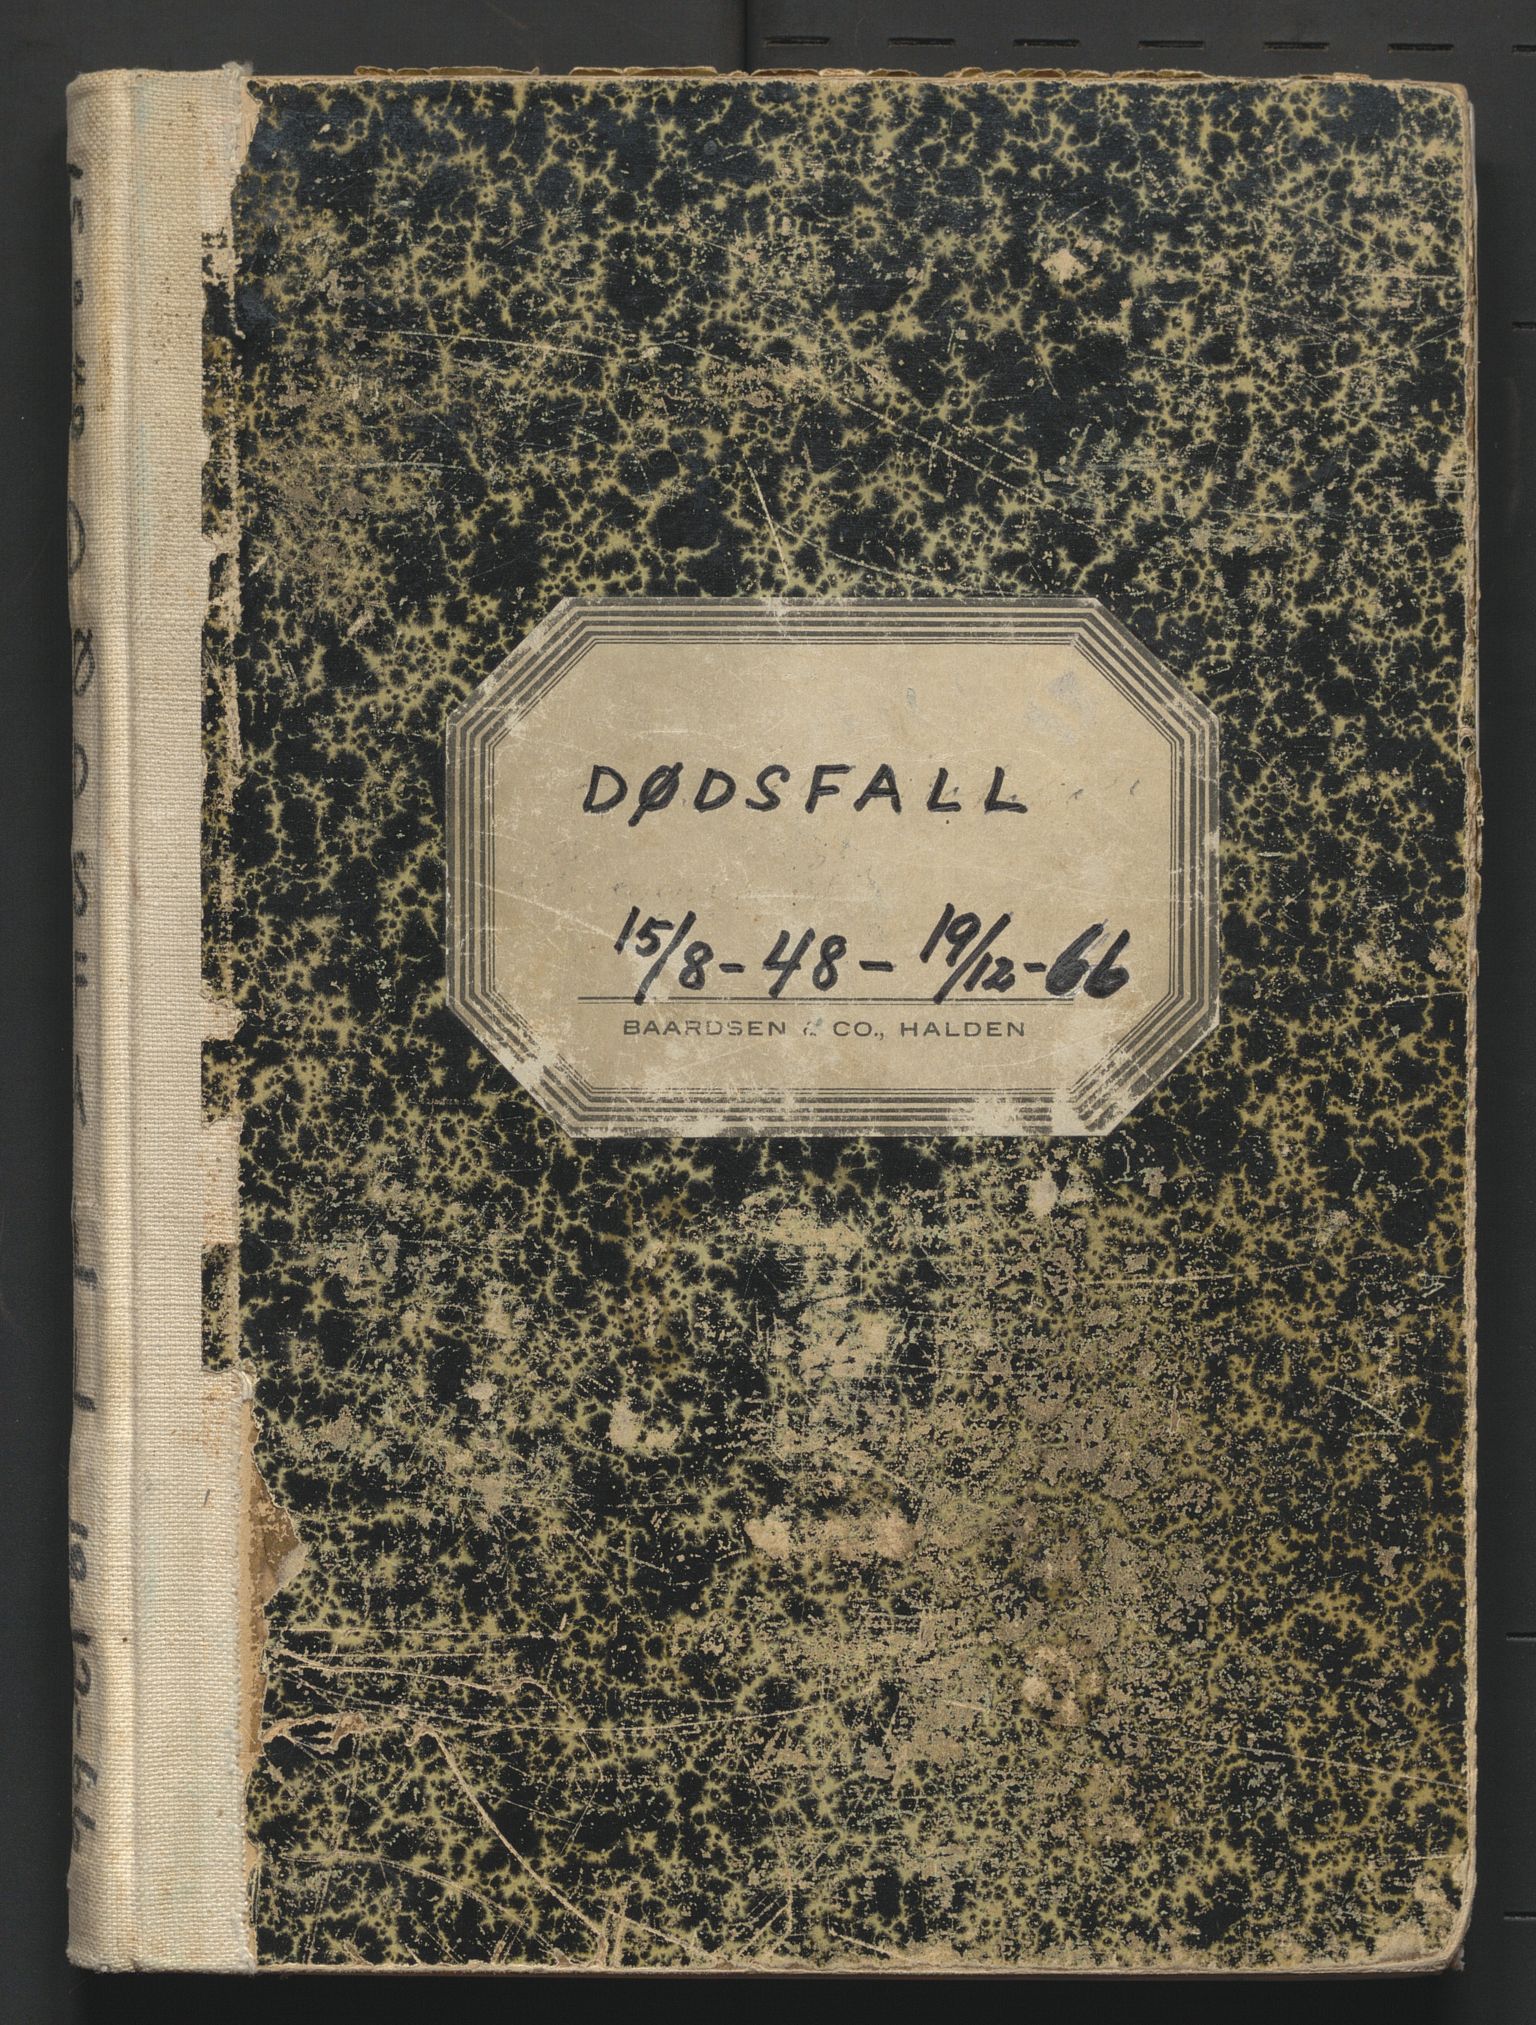 DØDSFALL
15/8-48-19/12-66
BAARDSEN & CO., HALDEN